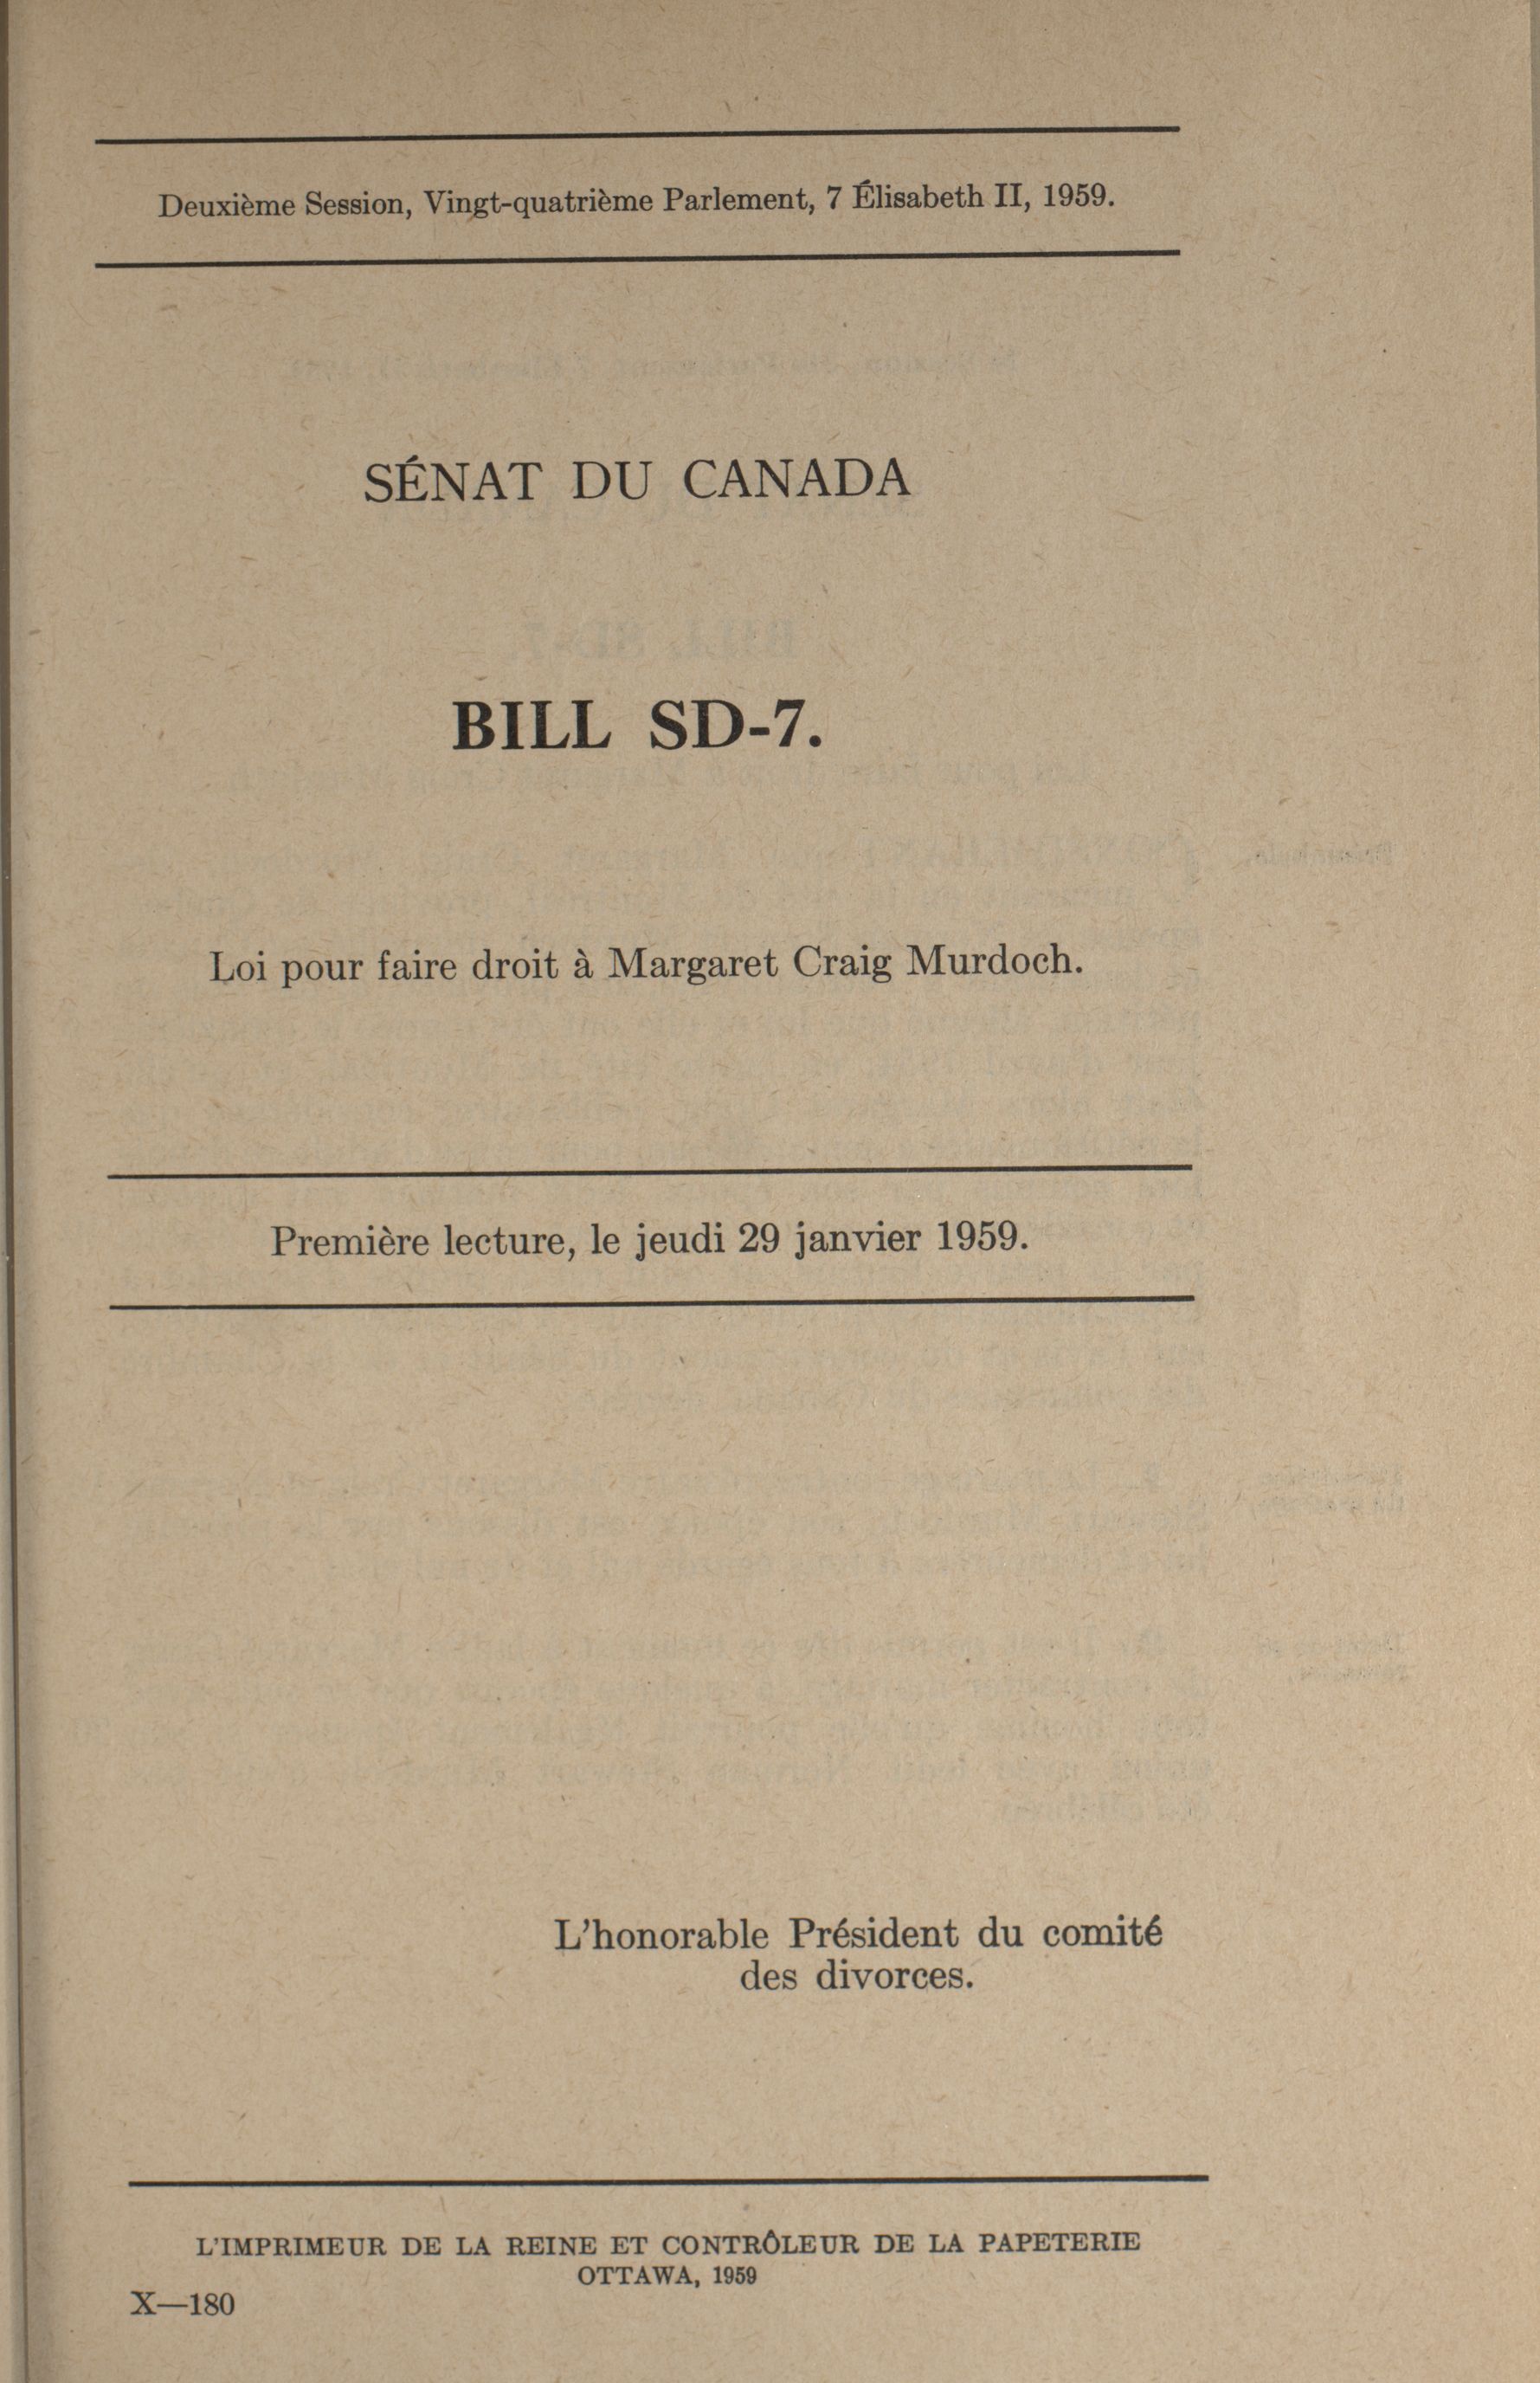 Deuxième Session, Vingt-quatrième Parlement, 7 Élisabeth II, 1959.
SÉNAT DU CANADA
BILL SD-7.
Loi pour faire droit à Margaret Craig Murdoch.
Première lecture, le jeudi 29 janvier 1959.
L'honorable Président du comité
des divorces.
L'IMPRIMEUR DE LA REINE ET CONTRÔLEUR DE LA PAPETERIE
OTTAWA, 1959
X—180